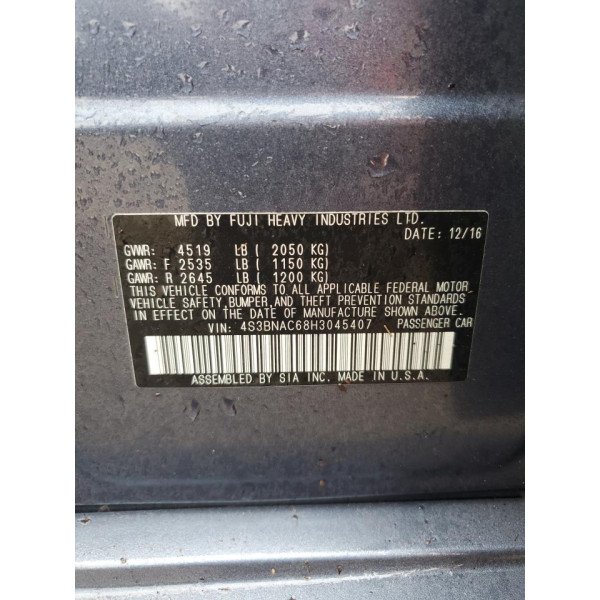 MFD BY FUJI HEAVY INDUSTRIES LTD.
DATE: 12/16
GVWR: 4519 LB ( 2050 KG)
GAWR: F 2535 LB ( 1150 KG)
GAWR: R 2645 LB ( 1200 KG)
THIS VEHICLE CONFORMS TO ALL APPLICABLE FEDERAL MOTOR
VEHICLE SAFETY, BUMPER, AND THEFT PREVENTION STANDARDS
IN EFFECT ON THE DATE OF MANUFACTURE SHOWN ABOVE.
VIN: 4S3BNAC68H3045407 PASSENGER CAR
ASSEMBLED BY SIA INC. MADE IN U.S.A.